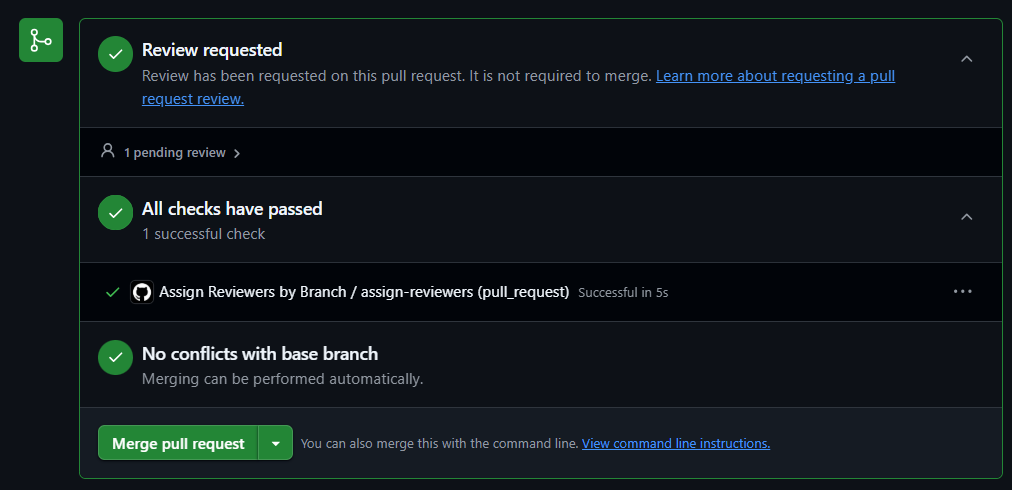 Review requested
Review has been requested on this pull request. It is not required to merge. Learn more about requesting a pull
request review.
1 pending review
All checks have passed
1 successful check
Assign Reviewers by Branch / assign-reviewers (pull_request) Successful in 5s
No conflicts with base branch
Merging can be performed automatically.
Merge pull request You can also merge this with the command line. View command line instructions.